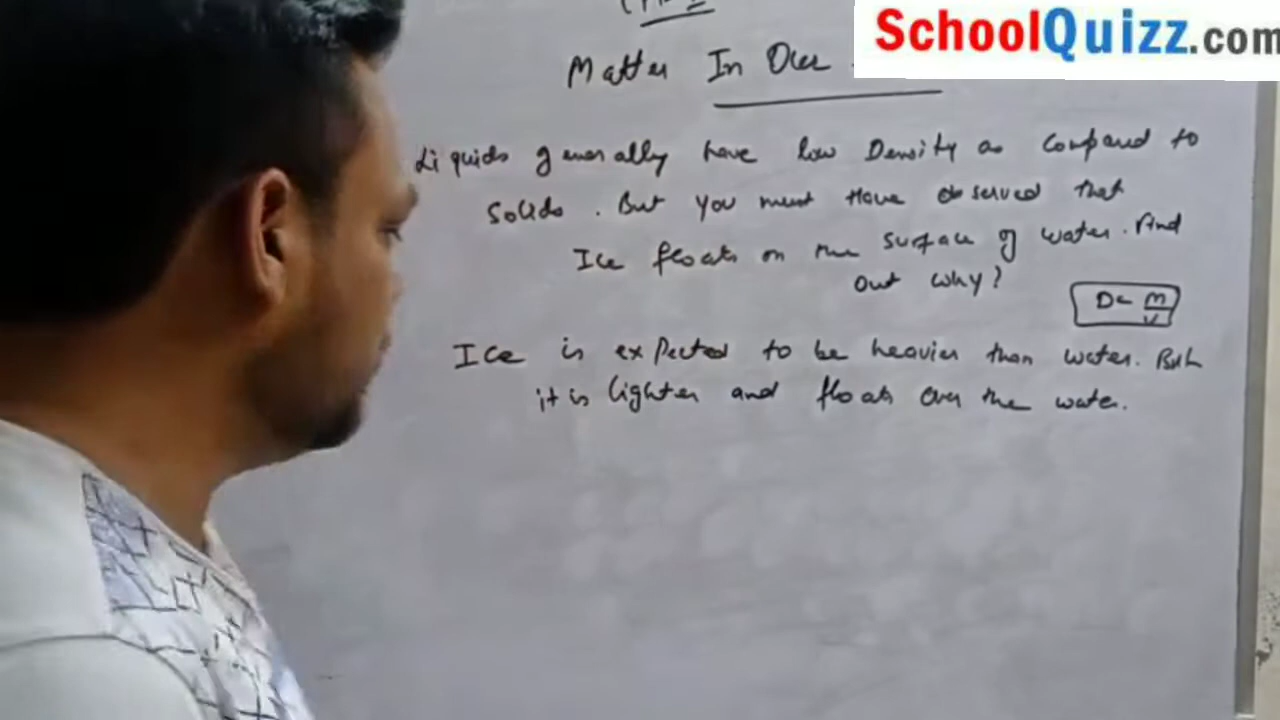 SchoolQuizz.com
Matter In Our
Liquids generally have low Density as compared to
Solids. But you must Have observed that
Ice floats on the surface of water. Find
out why?
D= m/v
Ice is expected to be heavier than water. But
it is lighter and floats over the water.